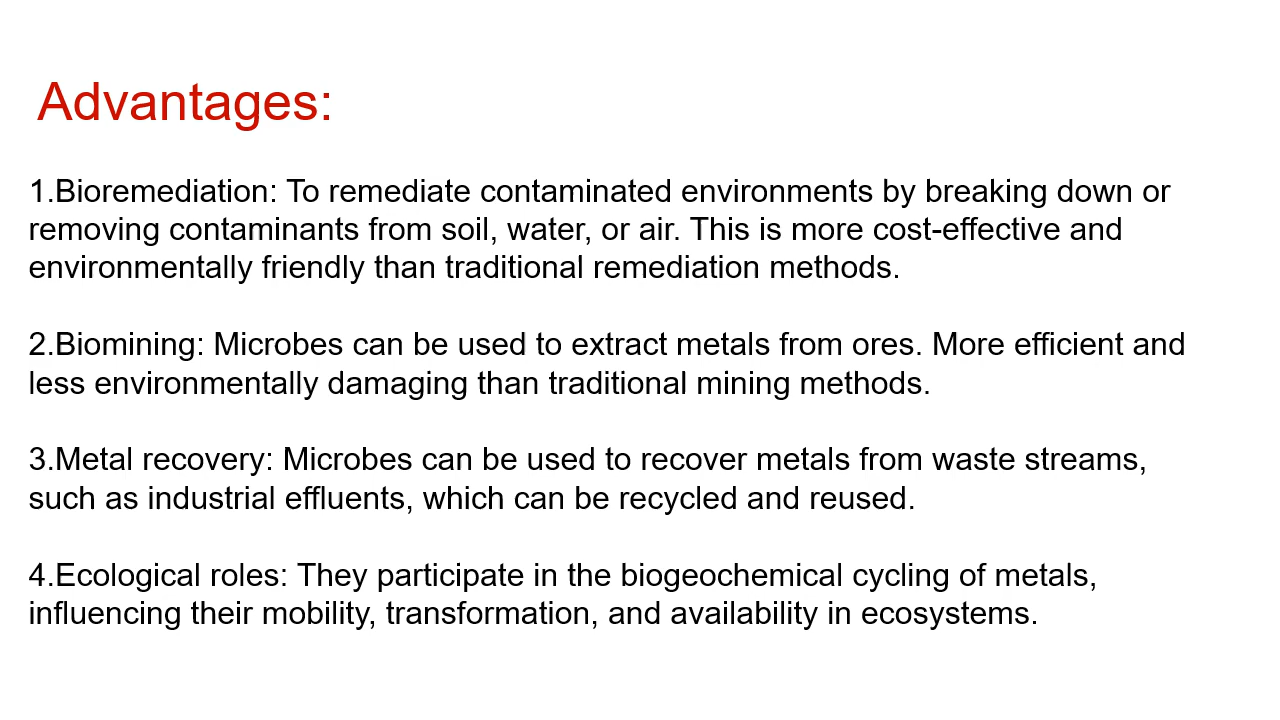 Advantages:
1.Bioremediation: To remediate contaminated environments by breaking down or
removing contaminants from soil, water, or air. This is more cost-effective and
environmentally friendly than traditional remediation methods.
2.Biomining: Microbes can be used to extract metals from ores. More efficient and
less environmentally damaging than traditional mining methods.
3.Metal recovery: Microbes can be used to recover metals from waste streams,
such as industrial effluents, which can be recycled and reused.
4.Ecological roles: They participate in the biogeochemical cycling of metals,
influencing their mobility, transformation, and availability in ecosystems.